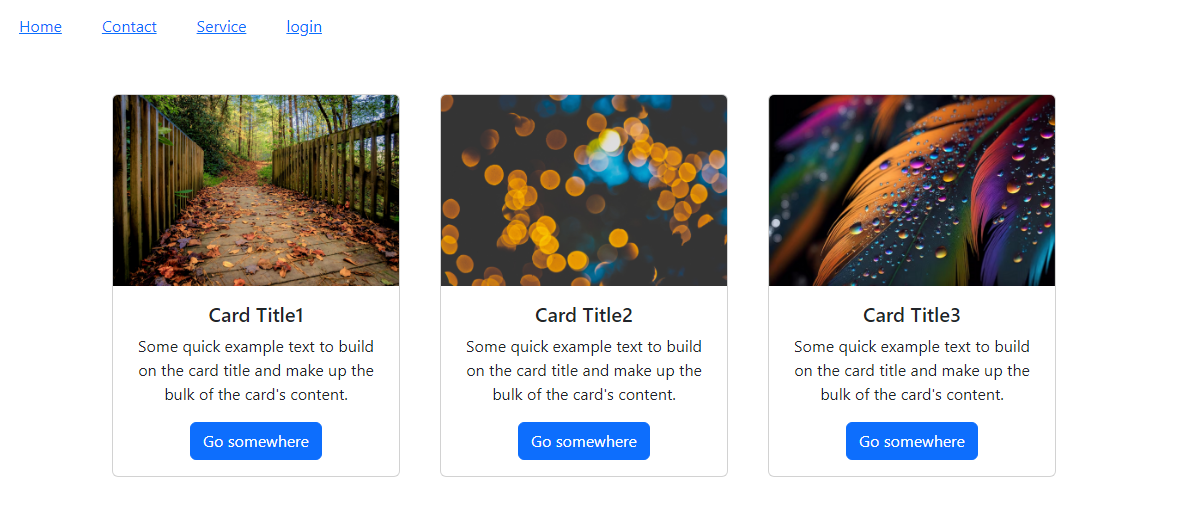 Home Contact Service login
Card Title1
Some quick example text to build
on the card title and make up the
bulk of the card's content.
Go somewhere
Card Title2
Some quick example text to build
on the card title and make up the
bulk of the card's content.
Go somewhere
Card Title3
Some quick example text to build
on the card title and make up the
bulk of the card's content.
Go somewhere